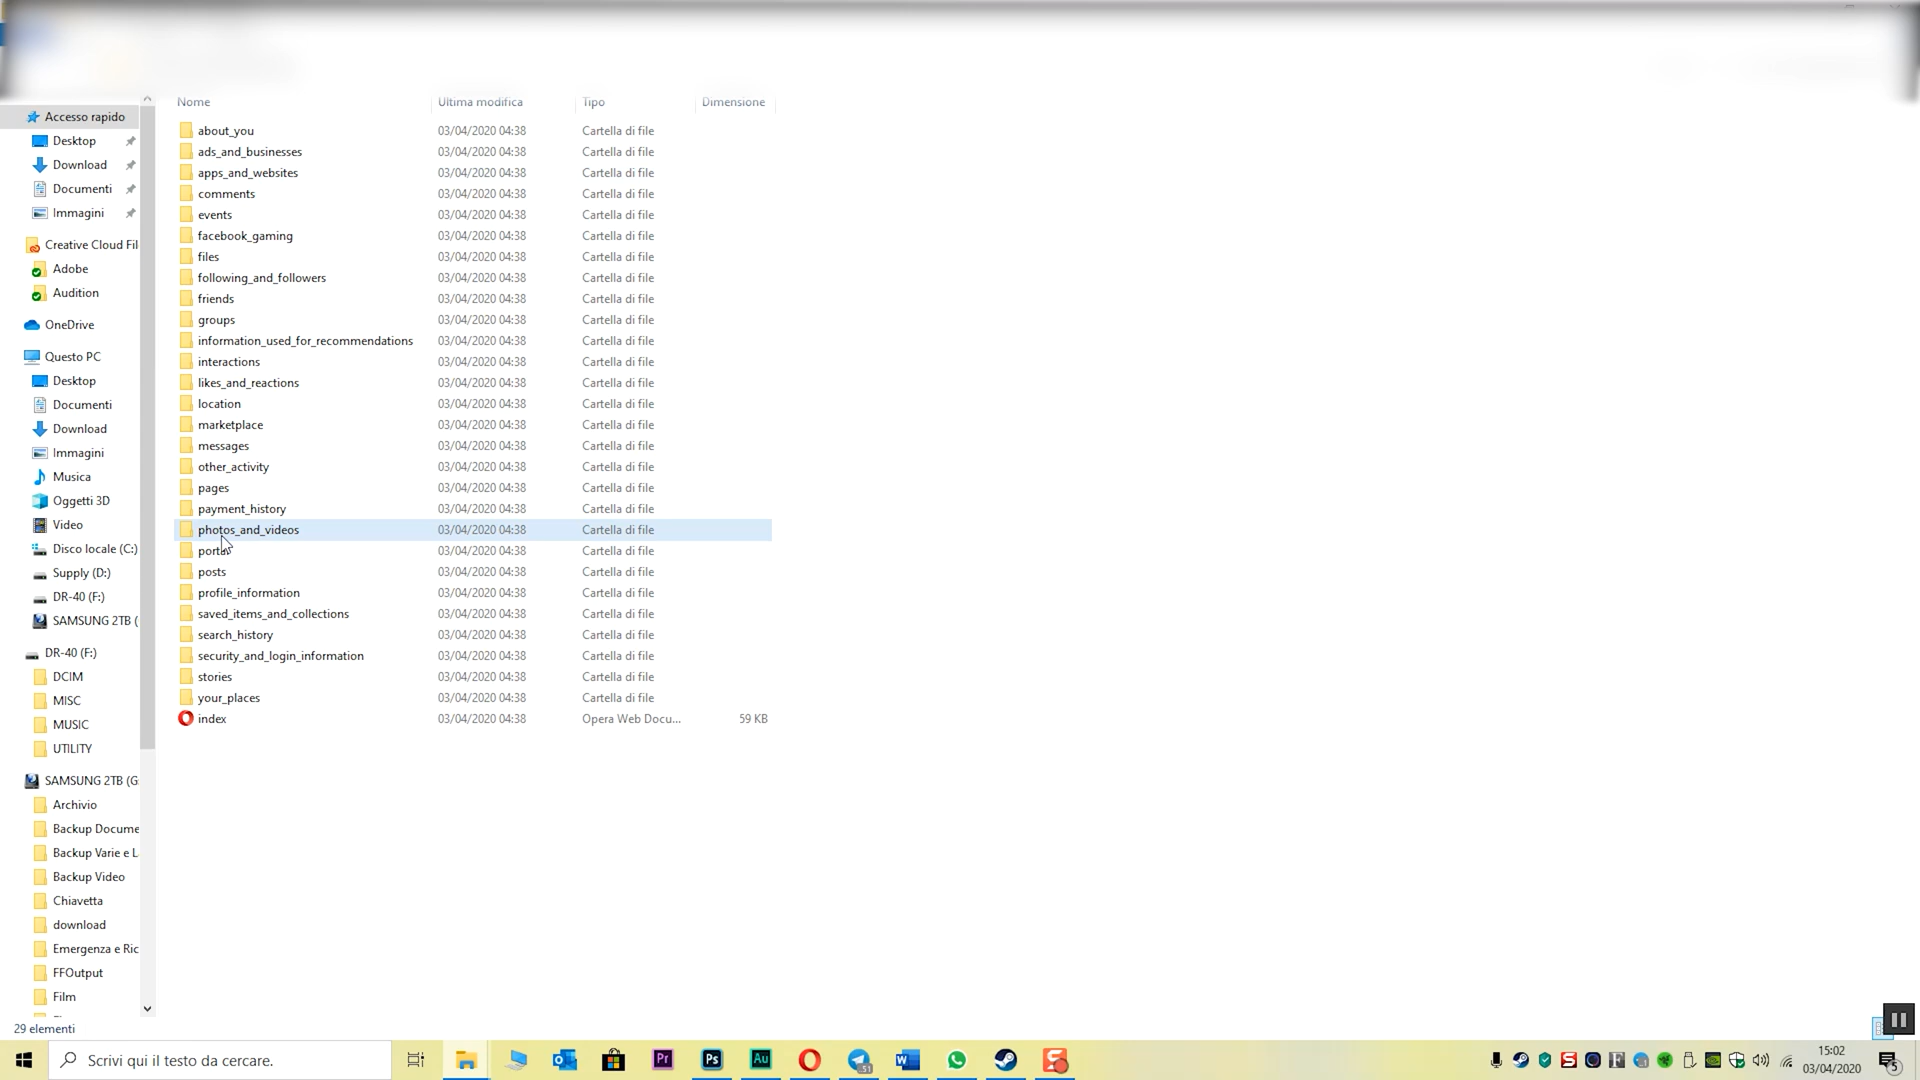 Nome Ultima modifica Tipo Dimensione
Accesso rapido
Desktop
Download
Documenti
Immagini
Creative Cloud Fil
Adobe
Audition
OneDrive
Questo PC
Desktop
Documenti
Download
Immagini
Musica
Oggetti 3D
Video
Disco locale (C:)
Supply (D:)
DR-40 (F:)
SAMSUNG 2TB (
DR-40 (F:)
DCIM
MISC
MUSIC
UTILITY
SAMSUNG 2TB (G
Archivio
Backup Docume
Backup Varie e L
Backup Video
Chiavetta
download
Emergenza e Ric
FFOutput
Film
about_you 03/04/2020 04:38 Cartella di file
ads_and_businesses 03/04/2020 04:38 Cartella di file
apps_and_websites 03/04/2020 04:38 Cartella di file
comments 03/04/2020 04:38 Cartella di file
events 03/04/2020 04:38 Cartella di file
facebook_gaming 03/04/2020 04:38 Cartella di file
files 03/04/2020 04:38 Cartella di file
following_and_followers 03/04/2020 04:38 Cartella di file
friends 03/04/2020 04:38 Cartella di file
groups 03/04/2020 04:38 Cartella di file
information_used_for_recommendations 03/04/2020 04:38 Cartella di file
interactions 03/04/2020 04:38 Cartella di file
likes_and_reactions 03/04/2020 04:38 Cartella di file
location 03/04/2020 04:38 Cartella di file
marketplace 03/04/2020 04:38 Cartella di file
messages 03/04/2020 04:38 Cartella di file
other_activity 03/04/2020 04:38 Cartella di file
pages 03/04/2020 04:38 Cartella di file
payment_history 03/04/2020 04:38 Cartella di file
photos_and_videos 03/04/2020 04:38 Cartella di file
03/04/2020 04:38 Cartella di file
posts 03/04/2020 04:38 Cartella di file
profile_information 03/04/2020 04:38 Cartella di file
saved_items_and_collections 03/04/2020 04:38 Cartella di file
search_history 03/04/2020 04:38 Cartella di file
security_and_login_information 03/04/2020 04:38 Cartella di file
stories 03/04/2020 04:38 Cartella di file
your_places 03/04/2020 04:38 Cartella di file
index 03/04/2020 04:38 Opera Web Docu... 59 KB
29 elementi
Scrivi qui il testo da cercare.
Pr
Ps
Au
51
15:02
03/04/2020
5